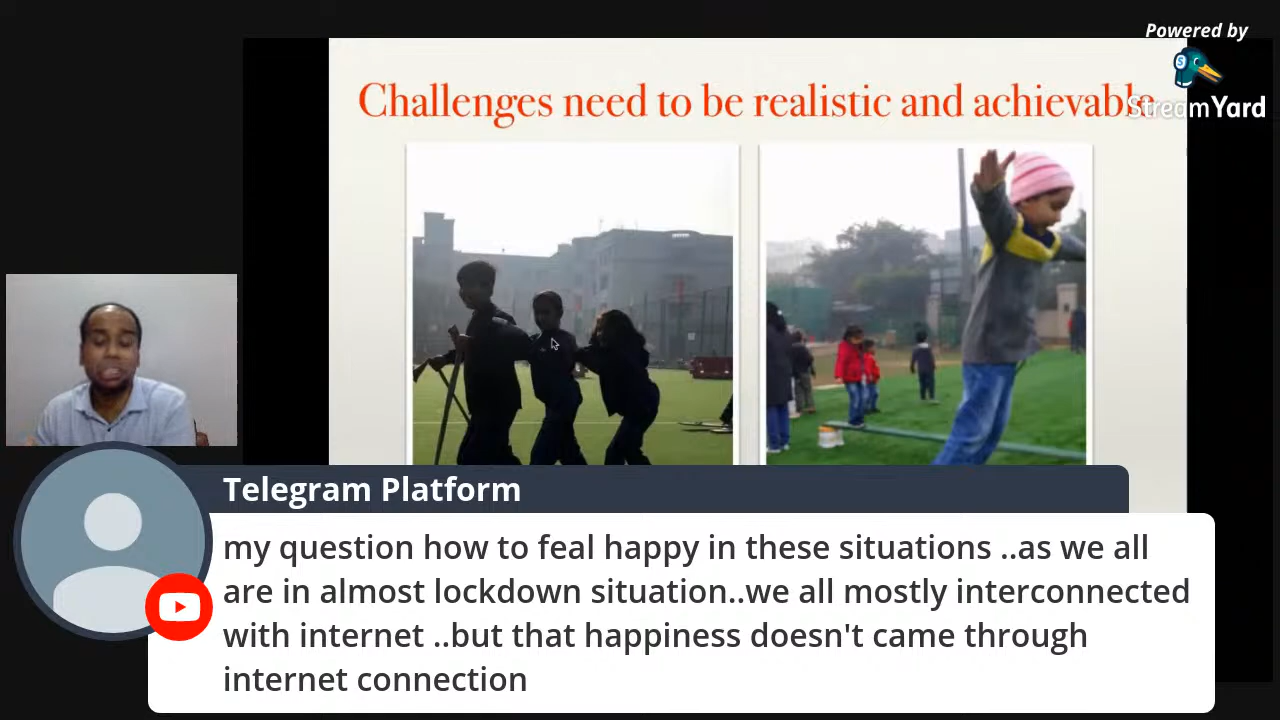 Powered by
StreamYard
Challenges need to be realistic and achievable
Telegram Platform
my question how to feal happy in these situations ..as we all
are in almost lockdown situation..we all mostly interconnected
with internet ..but that happiness doesn't came through
internet connection